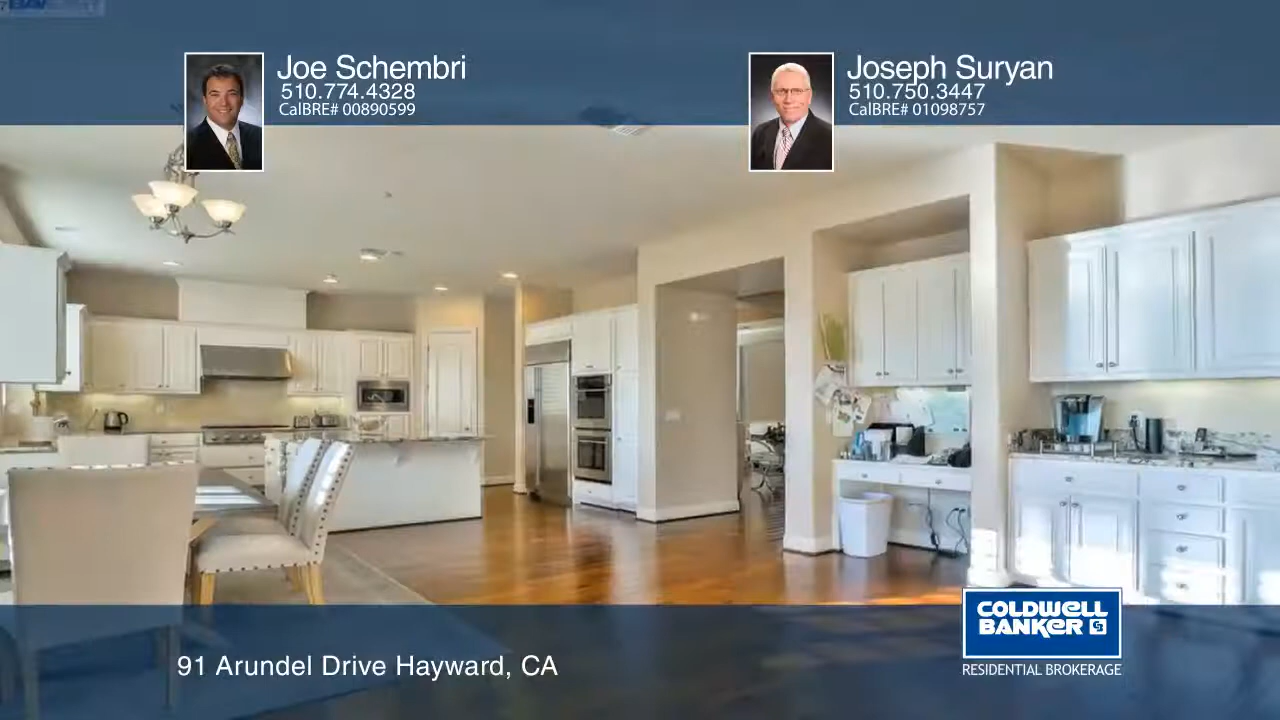 Joe Schembri
510.774.4328
CalBRE# 00890599
Joseph Suryan
510.750.3447
CalBRE# 01098757
COLDWELL
BANKER CB
RESIDENTIAL BROKERAGE
91 Arundel Drive Hayward, CA